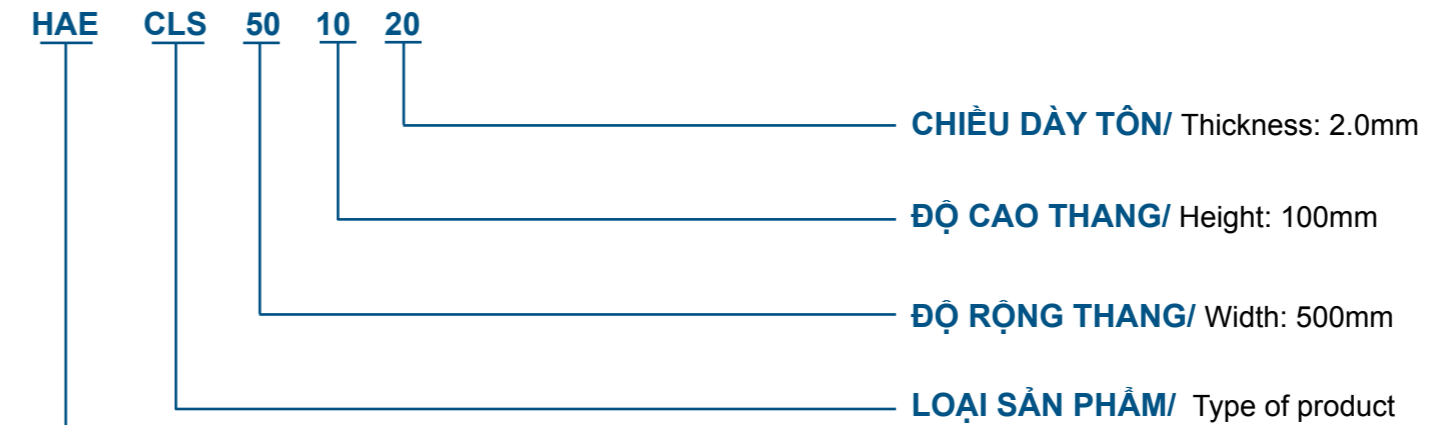 HAE CLS 50 10 20
CHIỀU DÀY TÔN/ Thickness: 2.0mm
ĐỘ CAO THANG/ Height: 100mm
ĐỘ RỘNG THANG/ Width: 500mm
LOẠI SẢN PHẨM/ Type of product